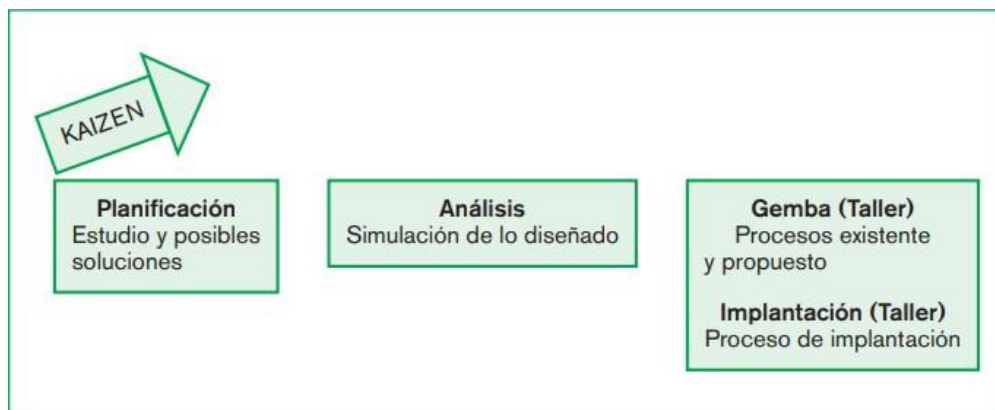 KAIZEN
Planificación
Estudio y posibles
soluciones
Análisis
Simulación de lo diseñado
Gemba (Taller)
Procesos existente
y propuesto
Implantación (Taller)
Proceso de implantación